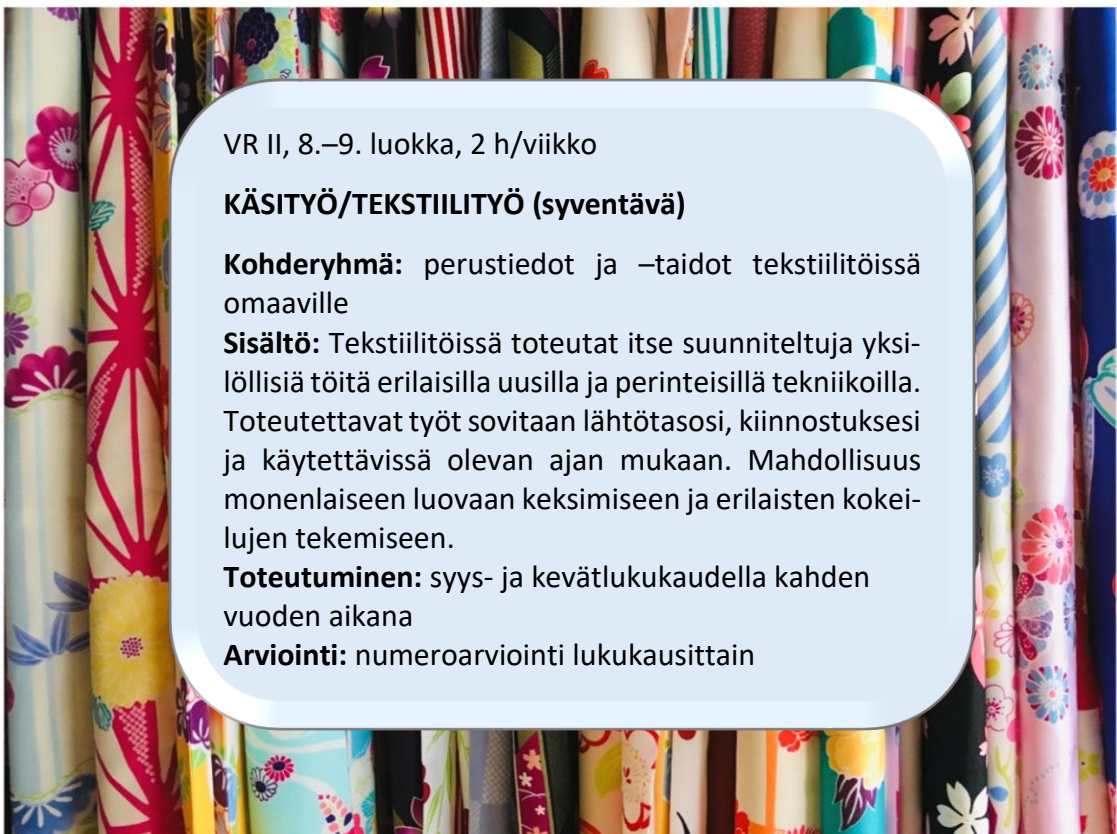 VR II, 8.–9. luokka, 2 h/viikko
KÄSITYÖ/TEKSTIILITYÖ (syventävä)
Kohderyhmä: perustiedot ja –taidot tekstiilitöissä
omaaville
Sisältö: Tekstiilitöissä toteutat itse suunniteltuja yksi-
löllisiä töitä erilaisilla uusilla ja perinteisillä tekniikoilla.
Toteutettavat työt sovitaan lähtötasosi, kiinnostuksesi
ja käytettävissä olevan ajan mukaan. Mahdollisuus
monenlaiseen luovaan keksimiseen ja erilaisten kokei-
lujen tekemiseen.
Toteutuminen: syys- ja kevätlukukaudella kahden
vuoden aikana
Arviointi: numeroarviointi lukukausittain